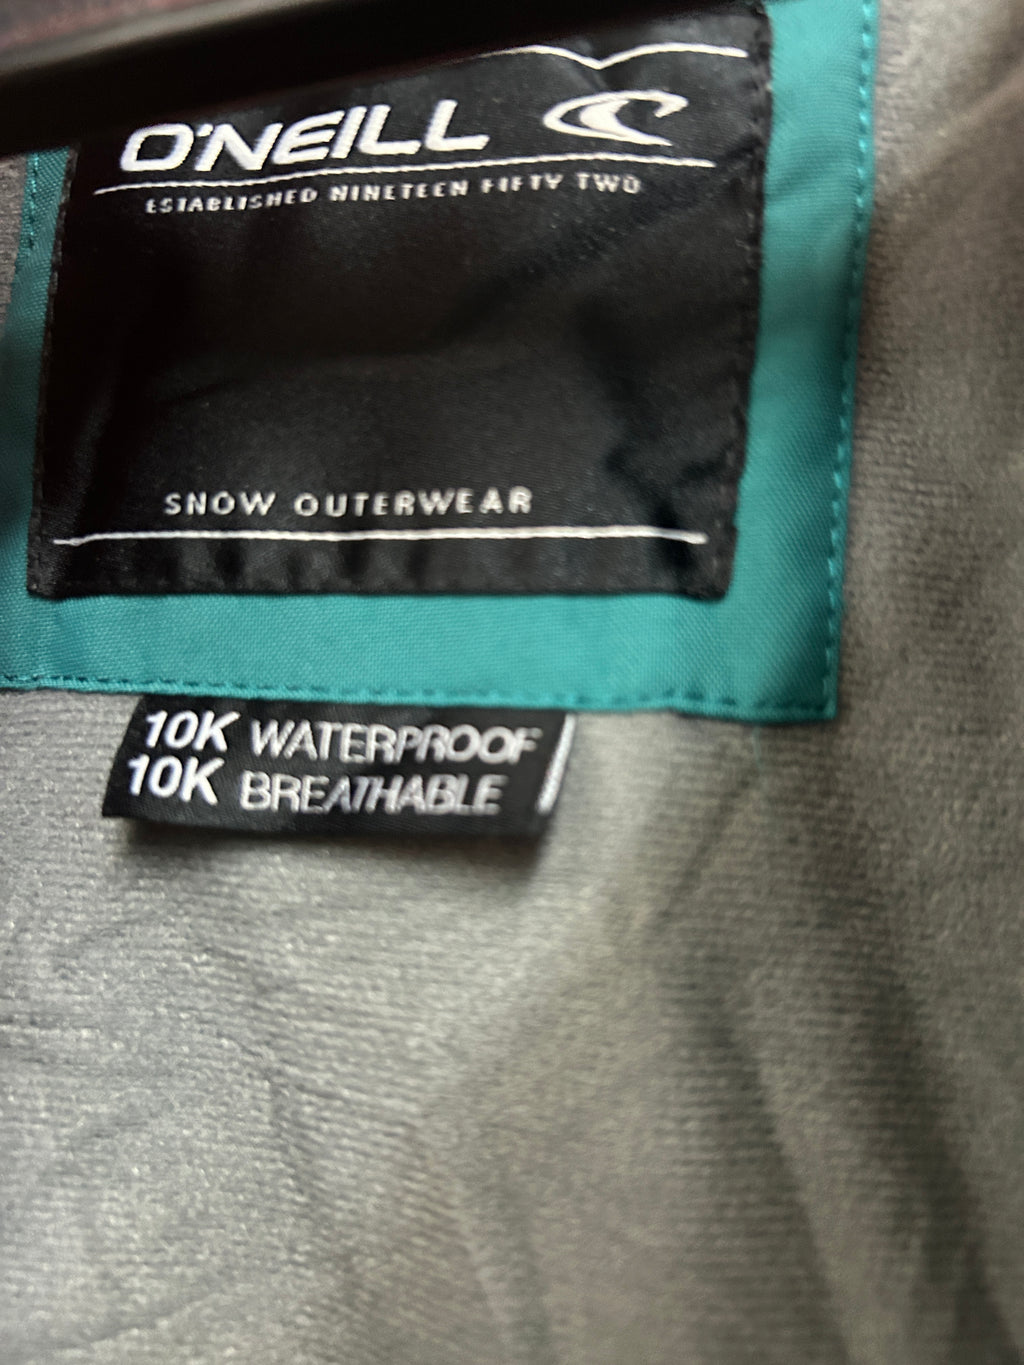 O'NEILL
ESTABLISHED NINETEEN FIFTY TWO
SNOW OUTERWEAR
10K WATERPROOF
10K BREATHABLE